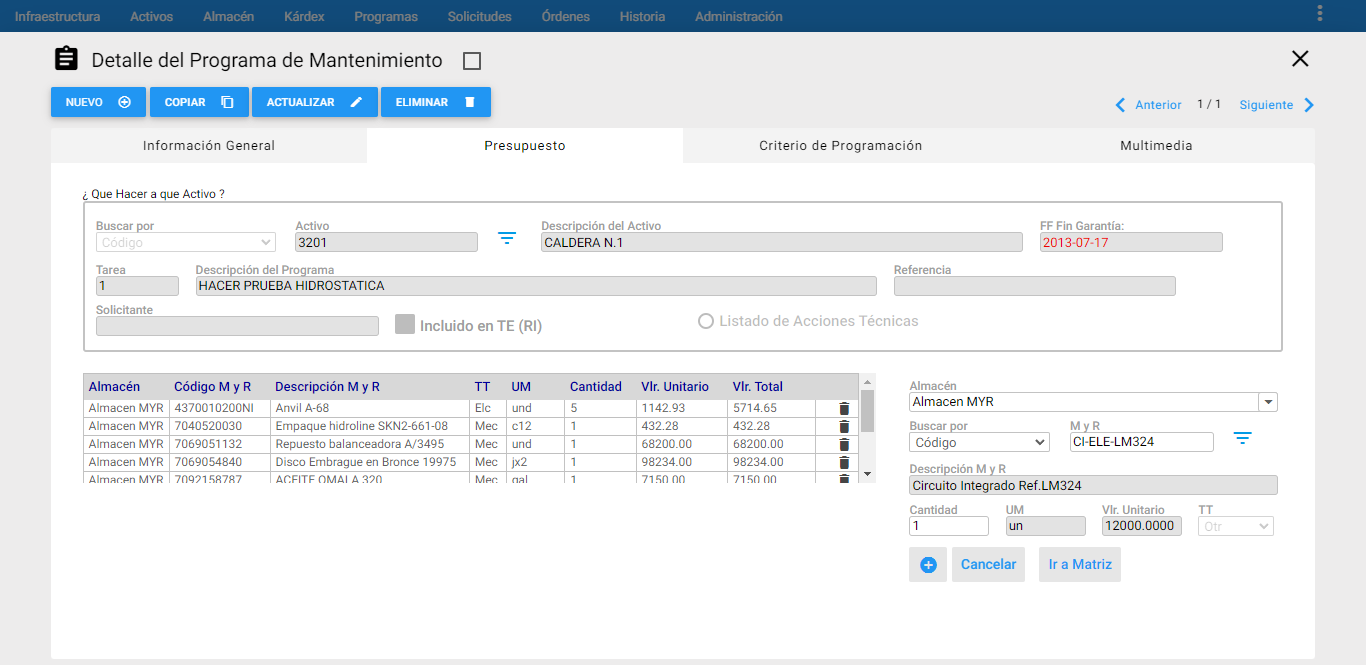 Infraestructura Activos Almacén Kárdex Programas Solicitudes Órdenes Historia Administración
Detalle del Programa de Mantenimiento
NUEVO COPIAR ACTUALIZAR ELIMINAR
Anterior 1 / 1 Siguiente
Información General Presupuesto Criterio de Programación Multimedia
¿ Que Hacer a que Activo ?
Buscar por Activo Descripción del Activo FF Fin Garantía:
Código 3201 CALDERA N.1 2013-07-17
Tarea Descripción del Programa Referencia
1 HACER PRUEBA HIDROSTATICA
Solicitante
Incluido en TE (RI) Listado de Acciones Técnicas
Almacén Código M y R Descripción M y R TT UM Cantidad Vlr. Unitario Vlr. Total
Almacen MYR 4370010200NI Anvil A-68 Elc und 5 1142.93 5714.65
Almacen MYR 7040520030 Empaque hidroline SKN2-661-08 Mec c12 1 432.28 432.28
Almacen MYR 7069051132 Repuesto balanceadora A/3495 Mec und 1 68200.00 68200.00
Almacen MYR 7069054840 Disco Embrague en Bronce 19975 Mec jx2 1 98234.00 98234.00
Almacen MYR 7092158787 ACEITE OMALA 320 Mec gal 1 7150.00 7150.00
Almacén
Almacen MYR
Buscar por M y R
Código CI-ELE-LM324
Descripción M y R
Circuito Integrado Ref.LM324
Cantidad UM Vlr. Unitario TT
1 un 12000.0000 Otr
Cancelar Ir a Matriz